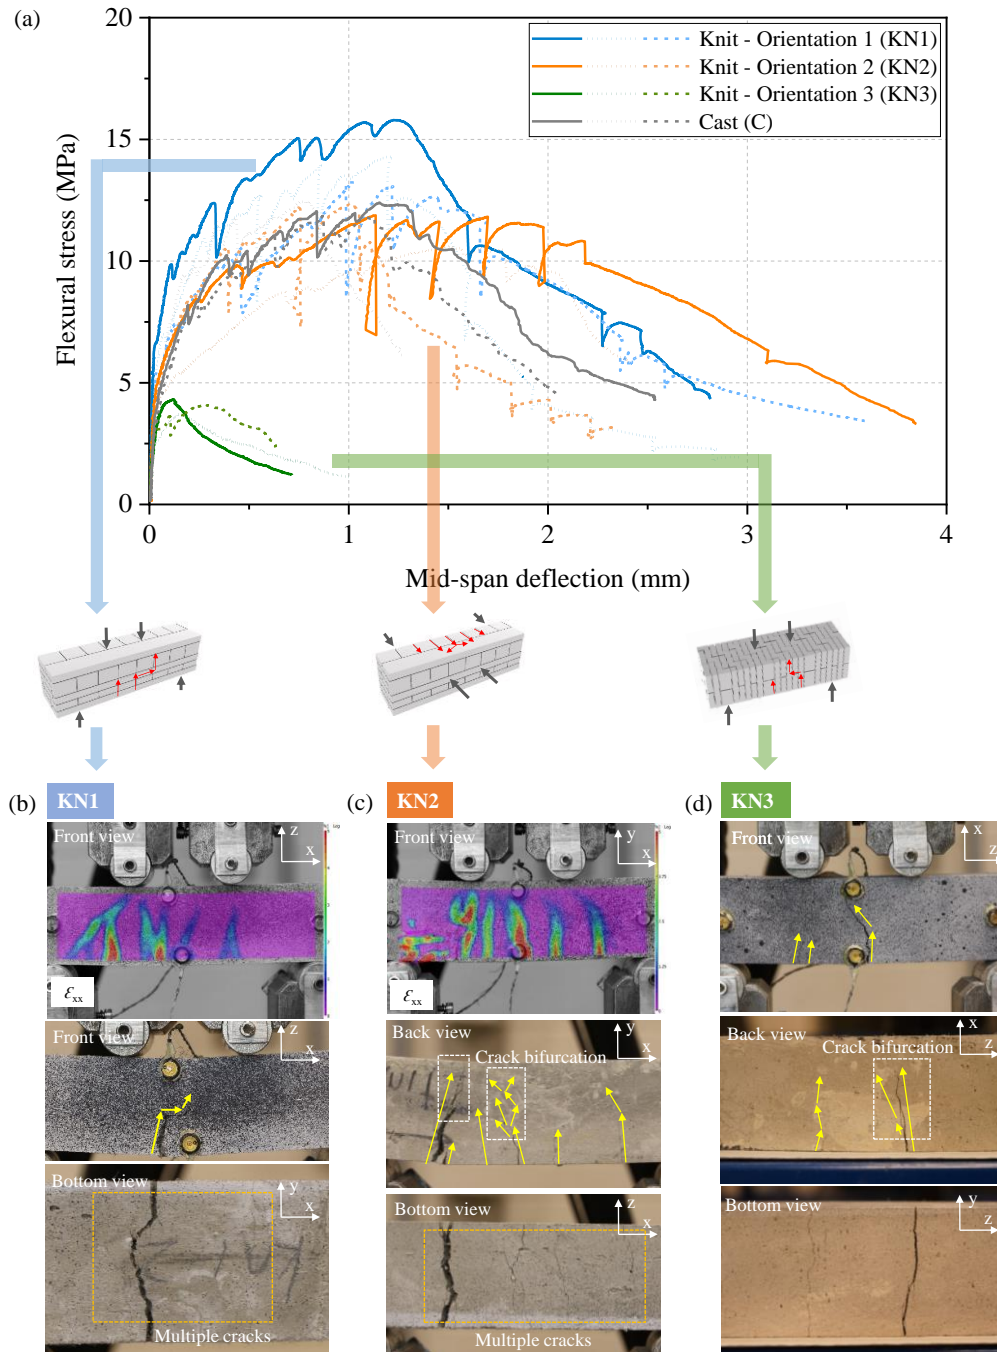 (a)
20
15
10
5
0
Flexural stress (MPa)
Knit - Orientation 1 (KN1)
Knit - Orientation 2 (KN2)
Knit - Orientation 3 (KN3)
Cast (C)
0 1 2 3 4
Mid-span deflection (mm)
(b) KN1
Front view
z
x
εxx
Front view
z
x
Bottom view
y
x
Multiple cracks
(c) KN2
Front view
y
x
εxx
Back view
y
x
Crack bifurcation
Bottom view
z
x
Multiple cracks
(d) KN3
Front view
x
z
Back view
x
z
Crack bifurcation
Bottom view
y
z